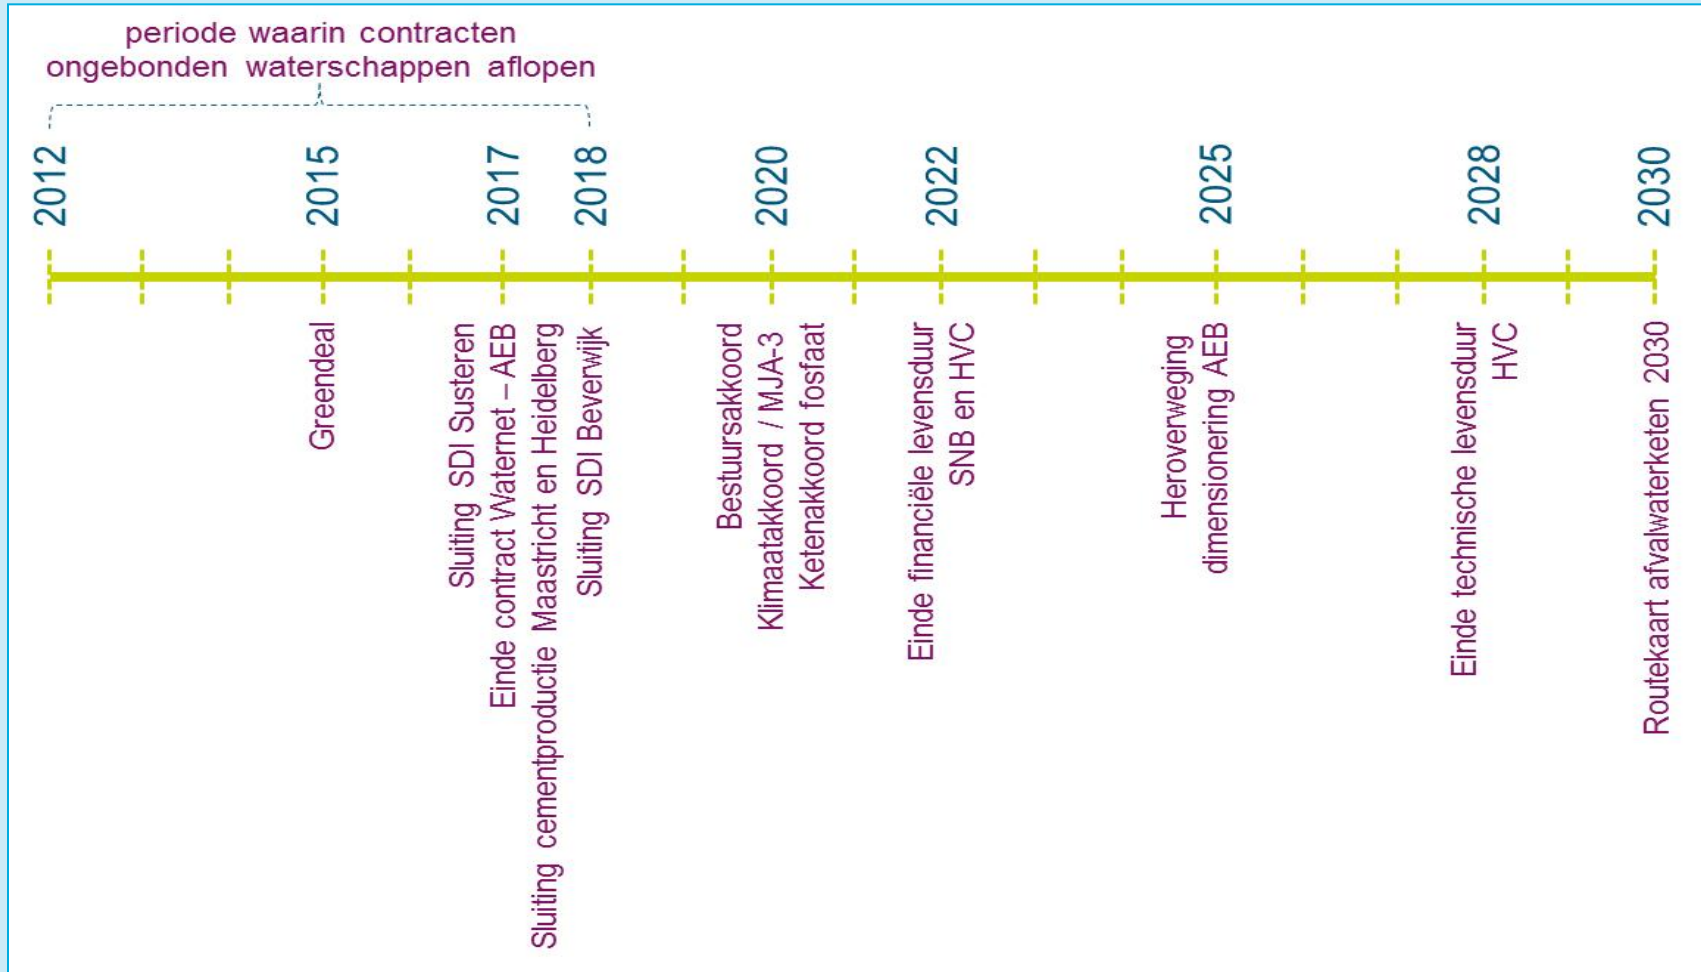 periode waarin contracten
ongebonden waterschappen aflopen
2012
2015
2017
2018
2020
2022
2025
2028
2030
Greendeal
Sluiting SDI Susteren
Einde contract Waternet – AEB
Sluiting cementproductie Maastricht en Heidelberg
Sluiting SDI Beverwijk
Bestuursakkoord
Klimaatakkoord / MJA-3
Ketenakkoord fosfaat
Einde financiële levensduur
SNB en HVC
Heroverweging
dimensionering AEB
Einde technische levensduur
HVC
Routekaart afvalwaterketen 2030